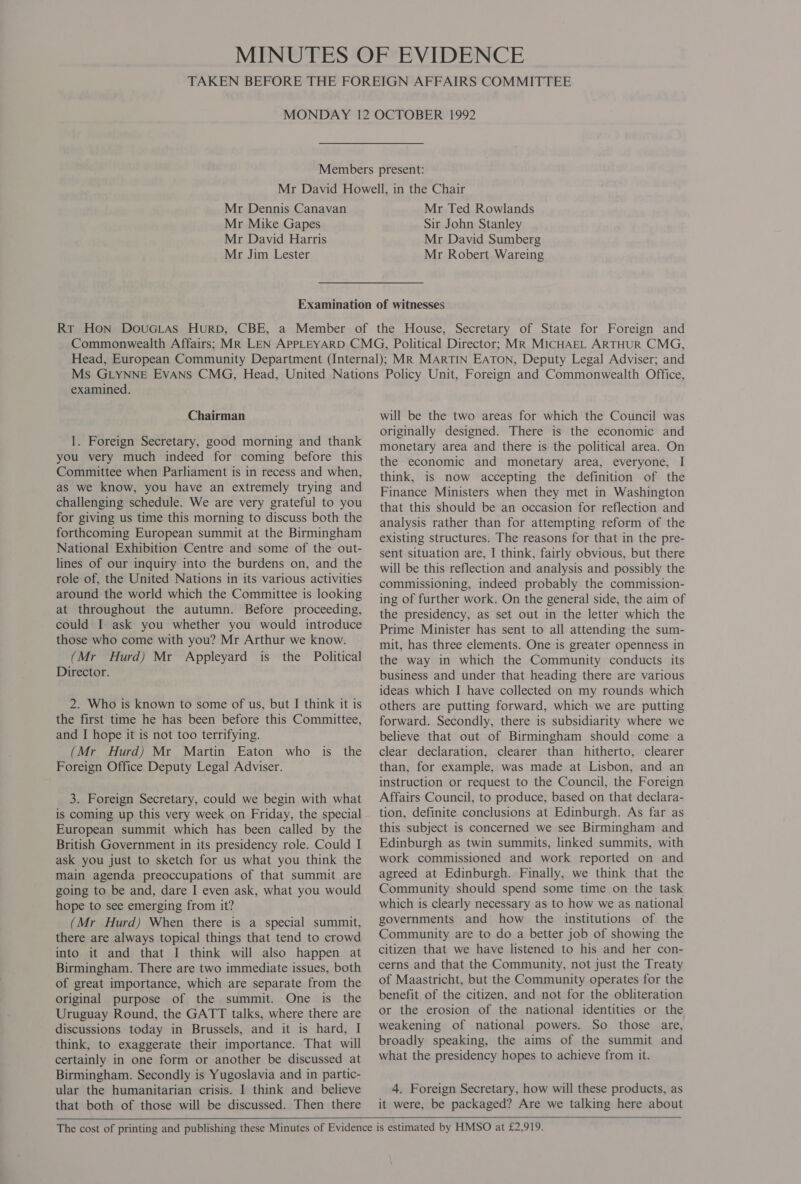 MINUTES OF EVIDENCE
TAKEN BEFORE THE FOREIGN AFFAIRS COMMITTEE
MONDAY 12 OCTOBER 1992
Members present:
Mr David Howell, in the Chair
Mr Dennis Canavan
Mr Mike Gapes
Mr David Harris
Mr Jim Lester
Mr Ted Rowlands
Sir John Stanley
Mr David Sumberg
Mr Robert Wareing
Examination of witnesses
RT HON DOUGLAS HURD, CBE, a Member of the House, Secretary of State for Foreign and
Commonwealth Affairs; MR LEN APPLEYARD CMG, Political Director; MR MICHAEL ARTHUR CMG,
Head, European Community Department (Internal); MR MARTIN EATON, Deputy Legal Adviser; and
MS GLYNNE EVANS CMG, Head, United Nations Policy Unit, Foreign and Commonwealth Office,
examined.
Chairman
1. Foreign Secretary, good morning and thank
you very much indeed for coming before this
Committee when Parliament is in recess and when,
as we know, you have an extremely trying and
challenging schedule. We are very grateful to you
for giving us time this morning to discuss both the
forthcoming European summit at the Birmingham
National Exhibition Centre and some of the out-
lines of our inquiry into the burdens on, and the
role of, the United Nations in its various activities
around the world which the Committee is looking
at throughout the autumn. Before proceeding,
could I ask you whether you would introduce
those who come with you? Mr Arthur we know.
(Mr Hurd) Mr Appleyard is the Political
Director.
2. Who is known to some of us, but I think it is
the first time he has been before this Committee,
and I hope it is not too terrifying.
(Mr Hurd) Mr Martin Eaton who is the
Foreign Office Deputy Legal Adviser.
3. Foreign Secretary, could we begin with what
is coming up this very week on Friday, the special
European summit which has been called by the
British Government in its presidency role. Could I
ask you just to sketch for us what you think the
main agenda preoccupations of that summit are
going to be and, dare I even ask, what you would
hope to see emerging from it?
(Mr Hurd) When there is a special summit,
there are always topical things that tend to crowd
into it and that I think will also happen at
Birmingham. There are two immediate issues, both
of great importance, which are separate from the
original purpose of the summit. One is the
Uruguay Round, the GATT talks, where there are
discussions today in Brussels, and it is hard, I
think, to exaggerate their importance. That will
certainly in one form or another be discussed at
Birmingham. Secondly is Yugoslavia and in partic-
ular the humanitarian crisis. I think and believe
that both of those will be discussed. Then there
will be the two areas for which the Council was
originally designed. There is the economic and
monetary area and there is the political area. On
the economic and monetary area, everyone, I
think, is now accepting the definition of the
Finance Ministers when they met in Washington
that this should be an occasion for reflection and
analysis rather than for attempting reform of the
existing structures. The reasons for that in the pre-
sent situation are, I think, fairly obvious, but there
will be this reflection and analysis and possibly the
commissioning, indeed probably the commission-
ing of further work. On the general side, the aim of
the presidency, as set out in the letter which the
Prime Minister has sent to all attending the sum-
mit, has three elements. One is greater openness in
the way in which the Community conducts its
business and under that heading there are various
ideas which I have collected on my rounds which
others are putting forward, which we are putting
forward. Secondly, there is subsidiarity where we
believe that out of Birmingham should come a
clear declaration, clearer than hitherto, clearer
than, for example, was made at Lisbon, and an
instruction or request to the Council, the Foreign
Affairs Council, to produce, based on that declara-
tion, definite conclusions at Edinburgh. As far as
this subject is concerned we see Birmingham and
Edinburgh as twin summits, linked summits, with
work commissioned and work reported on and
agreed at Edinburgh. Finally, we think that the
Community should spend some time on the task
which is clearly necessary as to how we as national
governments and how the institutions of the
Community are to do a better job of showing the
citizen that we have listened to his and her con-
cerns and that the Community, not just the Treaty
of Maastricht, but the Community operates for the
benefit of the citizen, and not for the obliteration
or the erosion of the national identities or the
weakening of national powers. So those are,
broadly speaking, the aims of the summit and
what the presidency hopes to achieve from it.
4. Foreign Secretary, how will these products, as
it were, be packaged? Are we talking here about
The cost of printing and publishing these Minutes of Evidence is estimated by HMSO at £2,919.